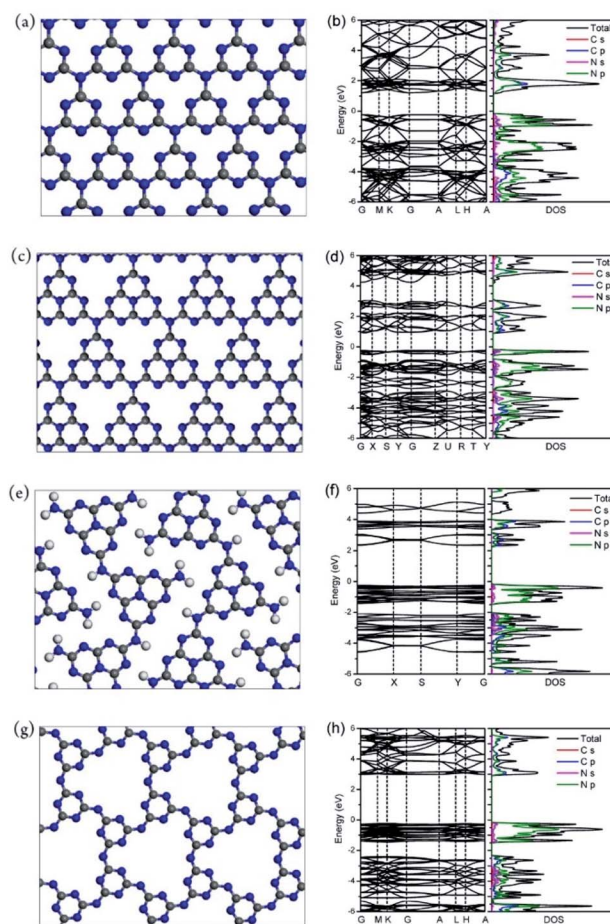 (a)
(b)
Energy (eV)
6
4
2
0
-2
-4
-6
G M K G A L H A
DOS
Total
C s
C p
N s
N p
(c)
(d)
Energy (eV)
6
4
2
0
-2
-4
-6
G X S Y G Z U R T Y
DOS
Total
C s
C p
N s
N p
(e)
(f)
Energy (eV)
6
4
2
0
-2
-4
-6
G X S Y G
DOS
Total
C s
C p
N s
N p
(g)
(h)
Energy (eV)
6
4
2
0
-2
-4
-6
G M K G A L H A
DOS
Total
C s
C p
N s
N p